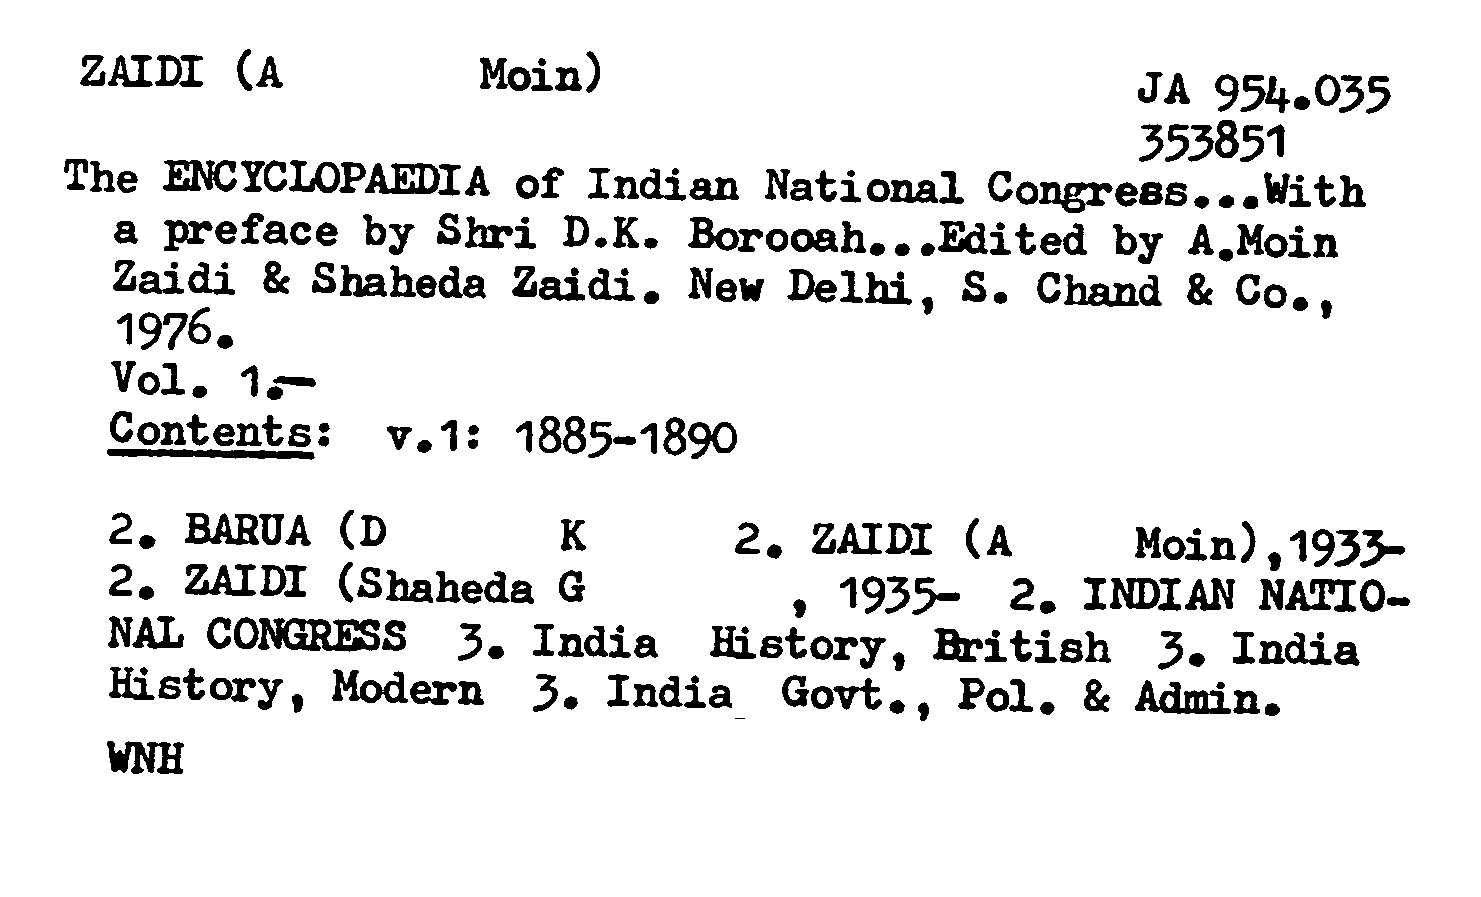 ZAIDI (A Moin)
JA 954.035
353851
The ENCYCLOPAEDIA of Indian National Congress...With
a preface by Shri D.K. Borooah...Edited by A.Moin
Zaidi & Shaheda Zaidi. New Delhi, S. Chand & Co.,
1976.
Vol. 1.—
Contents: v.1: 1885-1890
2. BARUA (D K 2. ZAIDI (A Moin),1933-
2. ZAIDI (Shaheda G , 1935- 2. INDIAN NATIO-
NAL CONGRESS 3. India History, British 3. India
History, Modern 3. India Govt., Pol. & Admin.
WNH